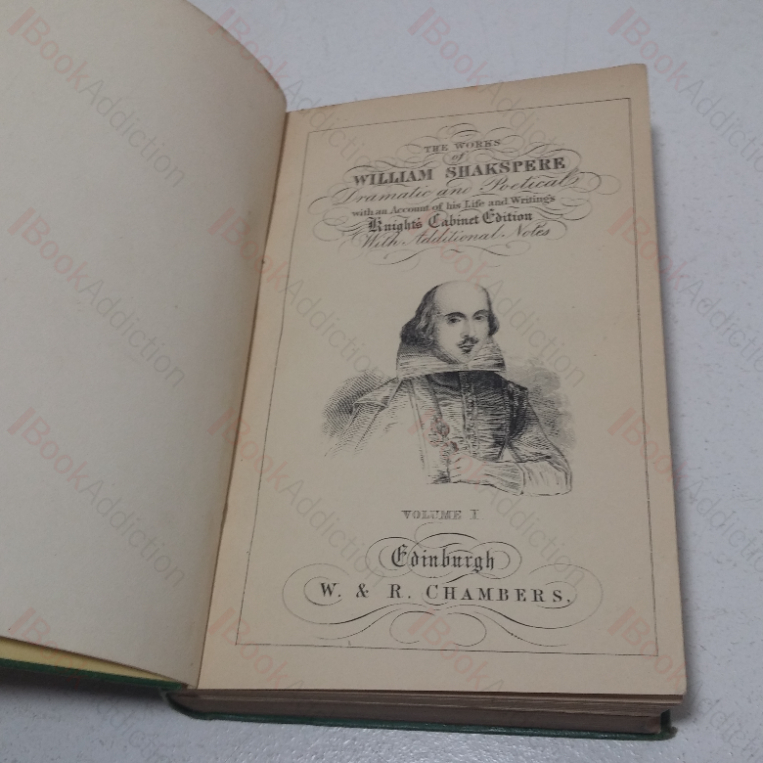 THE WORKS
of
WILLIAM SHAKSPERE
Dramatic and Poetical
with an Account of his Life and Writings
Knight's Cabinet Edition
With Additional Notes
VOLUME I
Edinburgh
W. & R. CHAMBERS.
BookAddiction